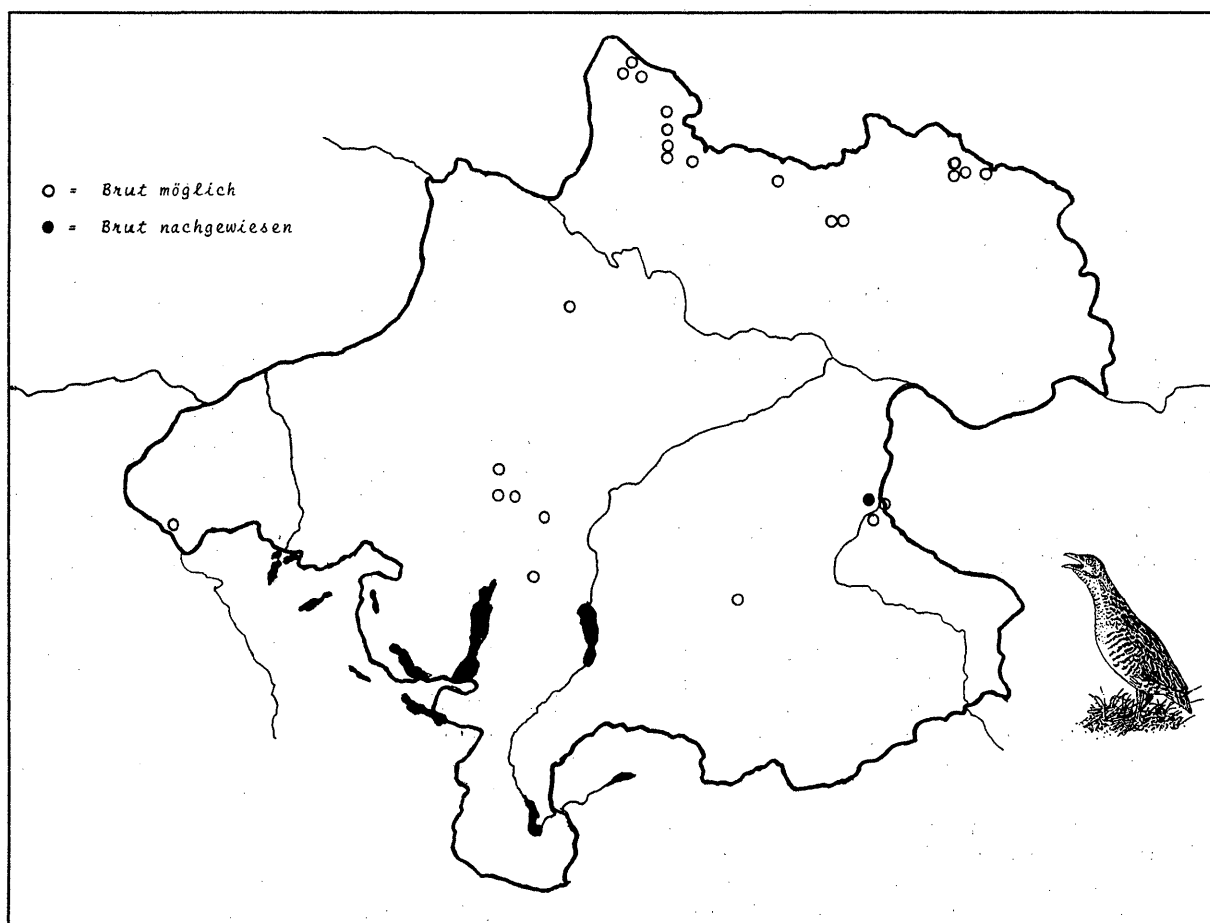 ○ = Brut möglich
● = Brut nachgewiesen